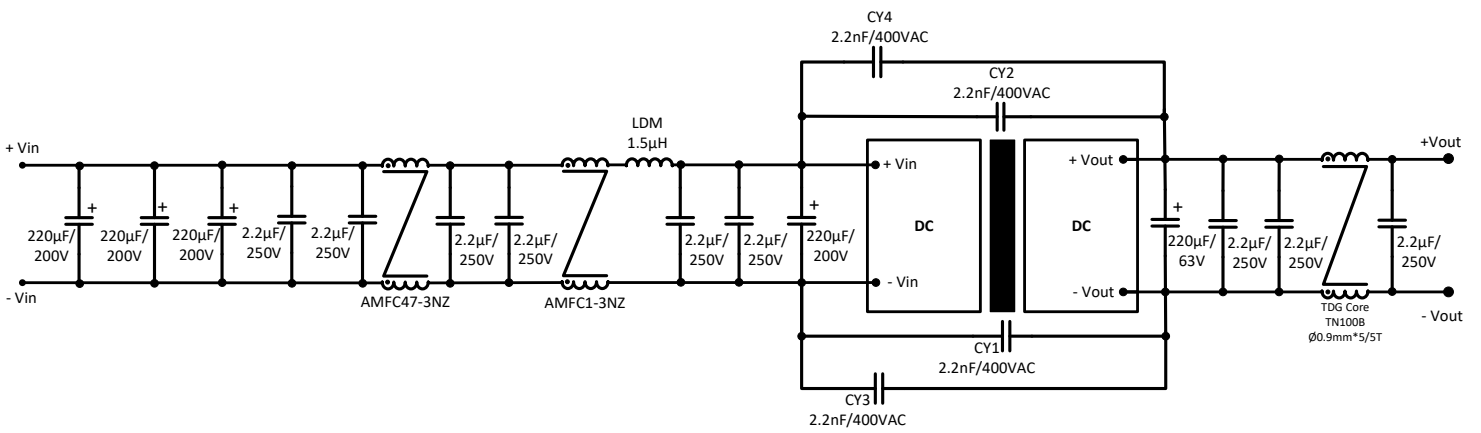 CY4
2.2nF/400VAC
CY2
2.2nF/400VAC
LDM
1.5µH
+ Vin
+ Vin
+ Vout
+Vout
+
220µF/
200V
+
220µF/
200V
+
220µF/
200V
2.2µF/
250V
2.2µF/
250V
2.2µF/
250V
2.2µF/
250V
2.2µF/
250V
2.2µF/
250V
+
220µF/
200V
DC
DC
+
220µF/
63V
2.2µF/
250V
2.2µF/
250V
2.2µF/
250V
- Vin
- Vin
- Vout
- Vout
AMFC47-3NZ
AMFC1-3NZ
TDG Core
TN100B
Ø0.9mm*5/5T
CY1
2.2nF/400VAC
CY3
2.2nF/400VAC